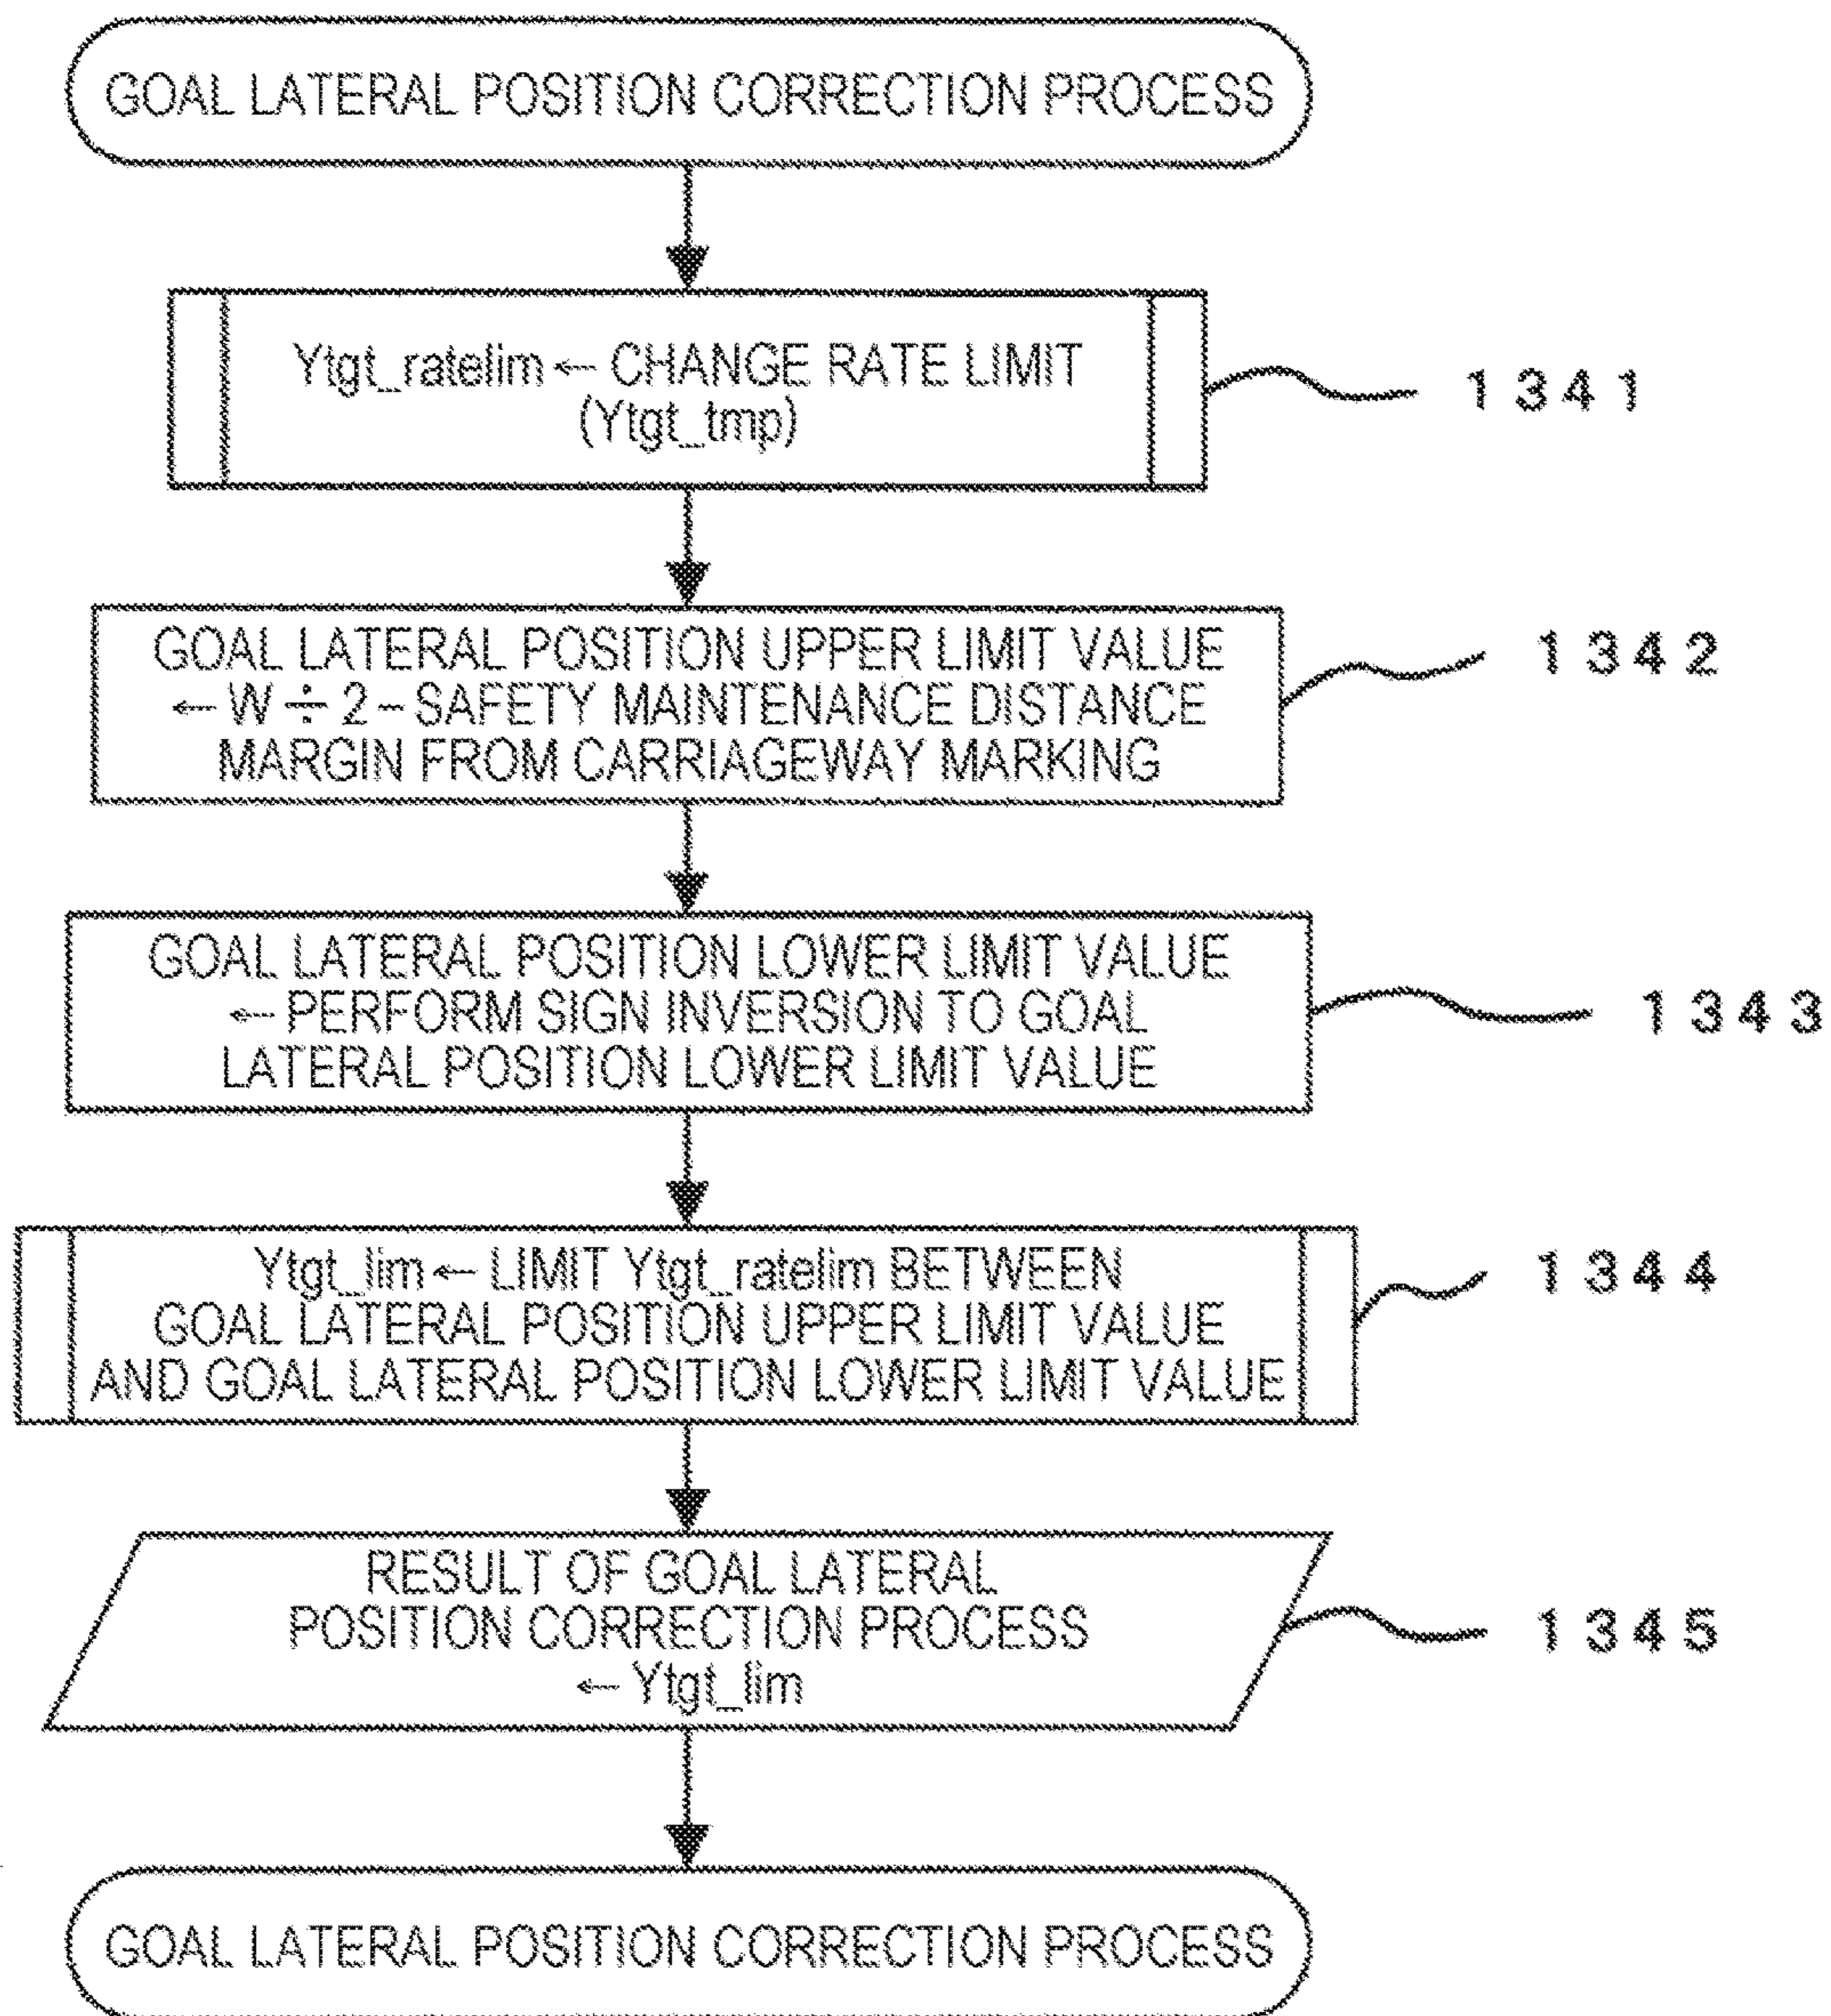 GOAL LATERAL POSITION CORRECTION PROCESS
Ytgt_ratelim ← CHANGE RATE LIMIT
(Ytgt_tmp)
1341
GOAL LATERAL POSITION UPPER LIMIT VALUE
← W ÷ 2 – SAFETY MAINTENANCE DISTANCE
MARGIN FROM CARRIAGEWAY MARKING
1342
GOAL LATERAL POSITION LOWER LIMIT VALUE
← PERFORM SIGN INVERSION TO GOAL
LATERAL POSITION LOWER LIMIT VALUE
1343
Ytgt_lim ← LIMIT Ytgt_ratelim BETWEEN
GOAL LATERAL POSITION UPPER LIMIT VALUE
AND GOAL LATERAL POSITION LOWER LIMIT VALUE
1344
RESULT OF GOAL LATERAL
POSITION CORRECTION PROCESS
← Ytgt_lim
1345
GOAL LATERAL POSITION CORRECTION PROCESS